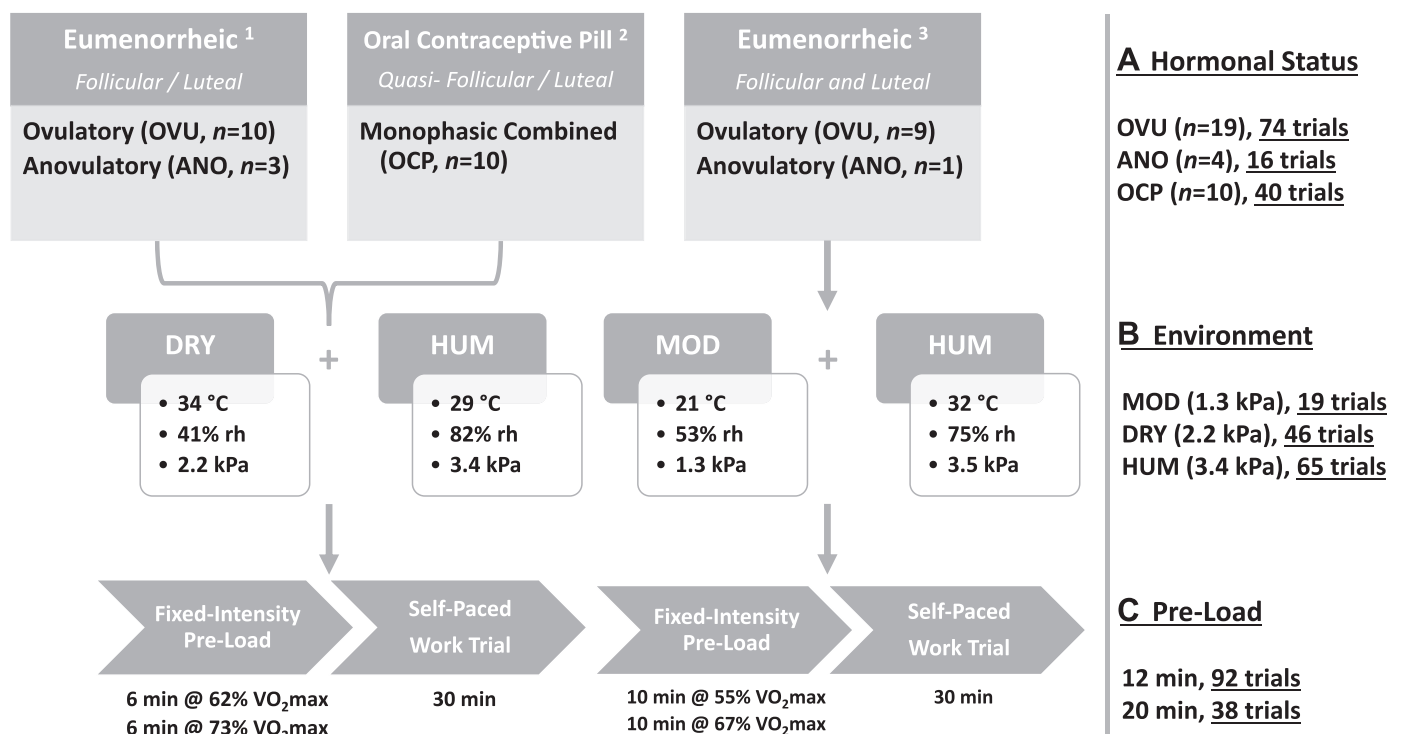 Eumenorrheic 1
Follicular / Luteal
Ovulatory (OVU, n=10)
Anovulatory (ANO, n=3)
Oral Contraceptive Pill 2
Quasi- Follicular / Luteal
Monophasic Combined
(OCP, n=10)
Eumenorrheic 3
Follicular and Luteal
Ovulatory (OVU, n=9)
Anovulatory (ANO, n=1)
A Hormonal Status
OVU (n=19), 74 trials
ANO (n=4), 16 trials
OCP (n=10), 40 trials
DRY
• 34 °C
• 41% rh
• 2.2 kPa
+
HUM
• 29 °C
• 82% rh
• 3.4 kPa
MOD
• 21 °C
• 53% rh
• 1.3 kPa
+
HUM
• 32 °C
• 75% rh
• 3.5 kPa
B Environment
MOD (1.3 kPa), 19 trials
DRY (2.2 kPa), 46 trials
HUM (3.4 kPa), 65 trials
Fixed-Intensity
Pre-Load
6 min @ 62% VO2max
6 min @ 73% VO2max
Self-Paced
Work Trial
30 min
Fixed-Intensity
Pre-Load
10 min @ 55% VO2max
10 min @ 67% VO2max
Self-Paced
Work Trial
30 min
C Pre-Load
12 min, 92 trials
20 min, 38 trials